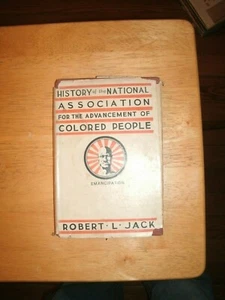 HISTORY of the NATIONAL
ASSOCIATION
FOR THE ADVANCEMENT OF
COLORED PEOPLE
EMANCIPATION
ROBERT · L · JACK